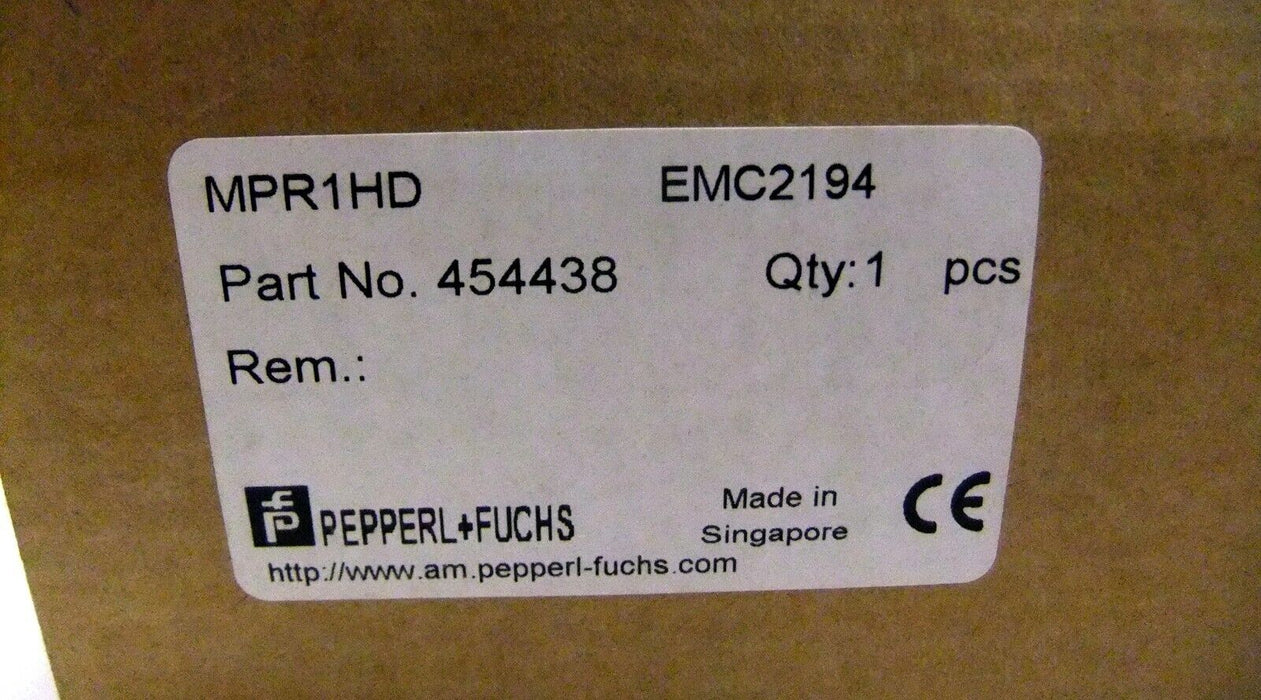 MPR1HD EMC2194
Part No. 454438 Qty:1 pcs
Rem.:
PEPPERL+FUCHS Made in
Singapore CE
http://www.am.pepperl-fuchs.com